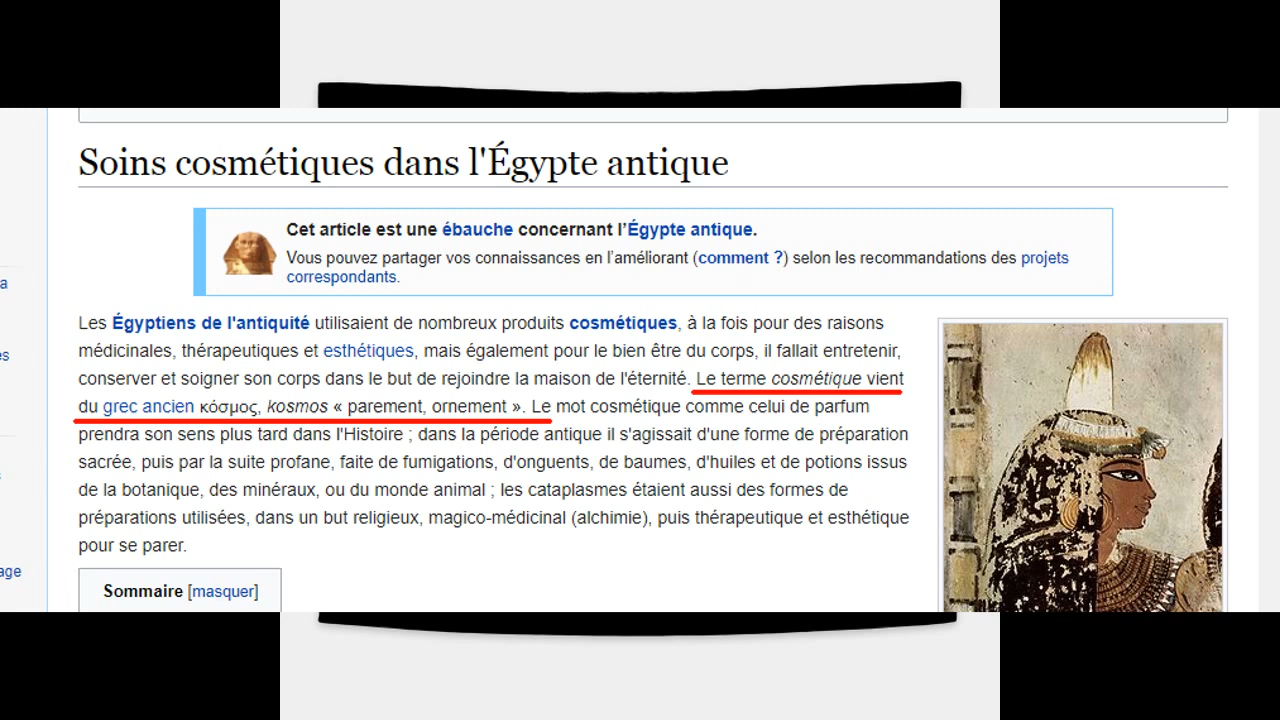 Soins cosmétiques dans l'Égypte antique
Cet article est une ébauche concernant l’Égypte antique.
Vous pouvez partager vos connaissances en l’améliorant (comment ?) selon les recommandations des projets
correspondants.
Les Égyptiens de l'antiquité utilisaient de nombreux produits cosmétiques, à la fois pour des raisons
médicinales, thérapeutiques et esthétiques, mais également pour le bien être du corps, il fallait entretenir,
conserver et soigner son corps dans le but de rejoindre la maison de l'éternité. Le terme cosmétique vient
du grec ancien κόσμος, kosmos « parement, ornement ». Le mot cosmétique comme celui de parfum
prendra son sens plus tard dans l'Histoire ; dans la période antique il s'agissait d'une forme de préparation
sacrée, puis par la suite profane, faite de fumigations, d'onguents, de baumes, d'huiles et de potions issus
de la botanique, des minéraux, ou du monde animal ; les cataplasmes étaient aussi des formes de
préparations utilisées, dans un but religieux, magico-médicinal (alchimie), puis thérapeutique et esthétique
pour se parer.
Sommaire [masquer]